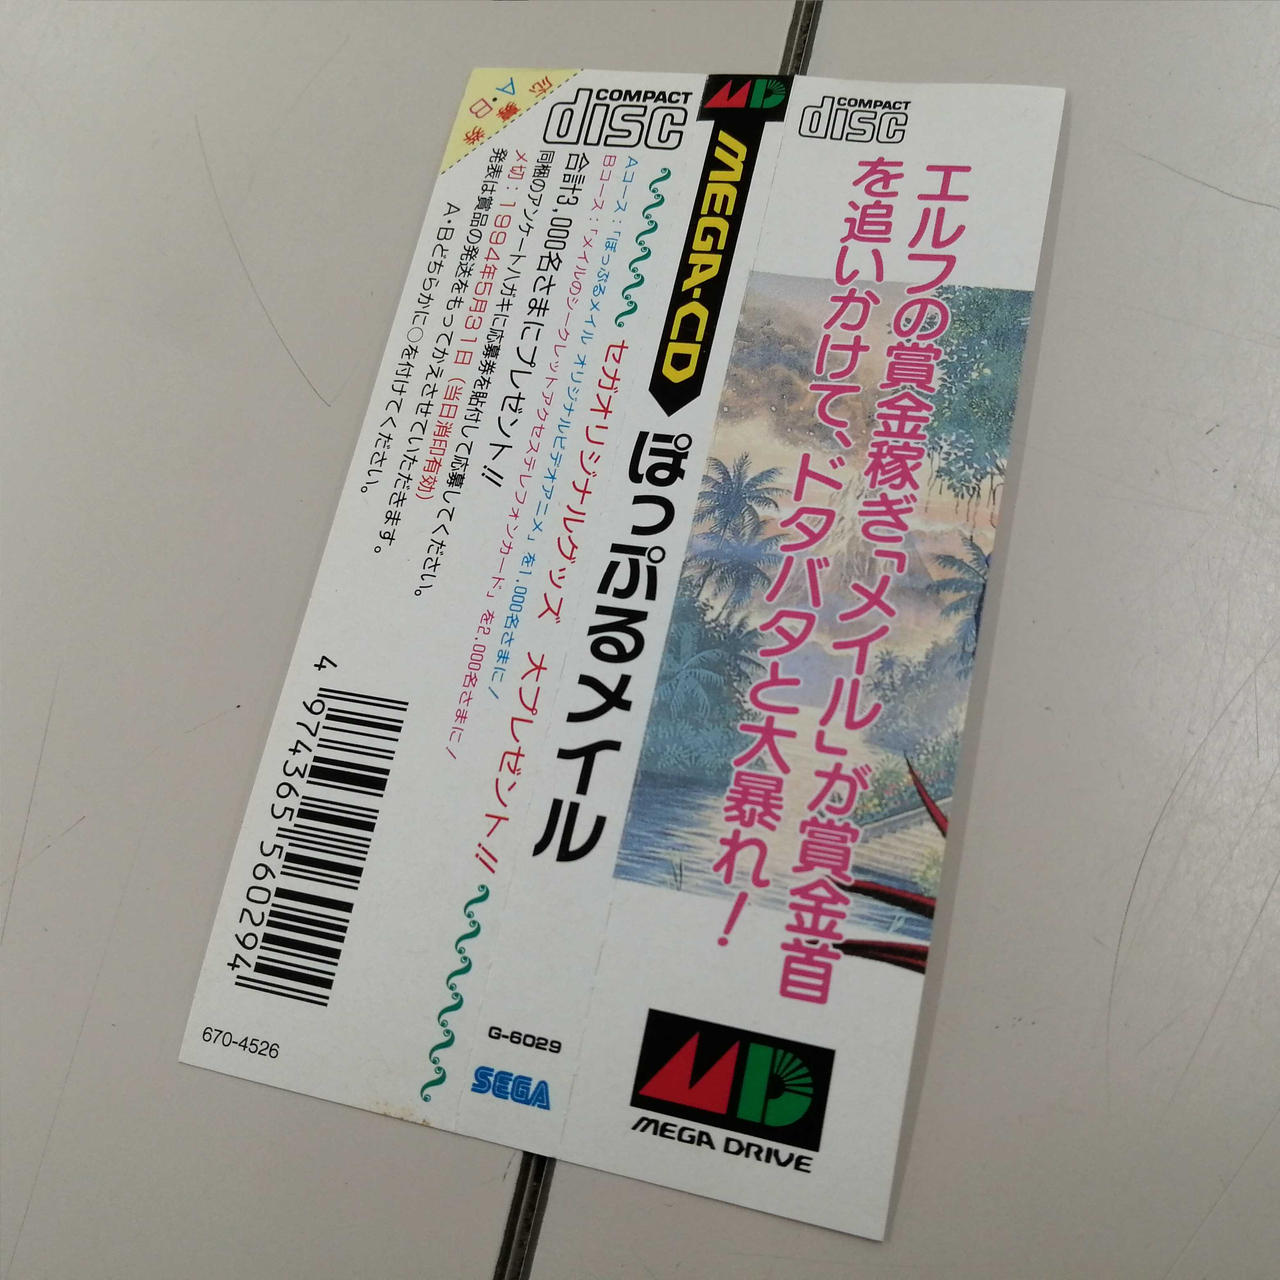 COMPACT
disc
エルフの賞金稼ぎ「メイル」が賞金首
を追いかけて、ドタバタと大暴れ!
MD
MEGA DRIVE
MD
MEGA-CD
ぽっぷるメイル
G-6029
SEGA
応募券
A・B
COMPACT
disc
セガオリジナルグッズ 大プレゼント!!
Aコース:「ぽっぷるメイル オリジナルビデオアニメ」を1,000名さまに/
Bコース:「メイルのシークレットアクセステレフォンカード」を2,000名さまに/
合計3,000名さまにプレゼント!!
同梱のアンケートハガキに応募券を貼付して応募してください。
〆切:1994年5月31日(当日消印有効)
発表は賞品の発送をもってかえさせていただきます。
A・Bどちらかに○を付けてください。
4 974365 560294
670-4526